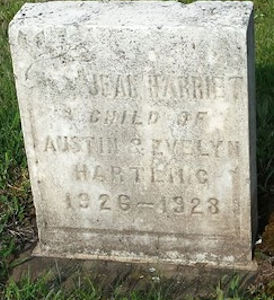 JEAN HARRIET
CHILD OF
AUSTIN & EVELYN
HARTENG
1926-1928